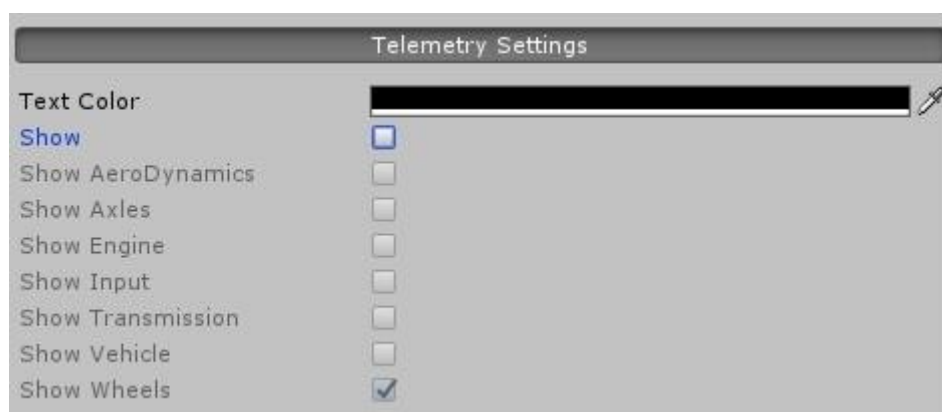 Telemetry Settings
Text Color
Show
Show AeroDynamics
Show Axles
Show Engine
Show Input
Show Transmission
Show Vehicle
Show Wheels